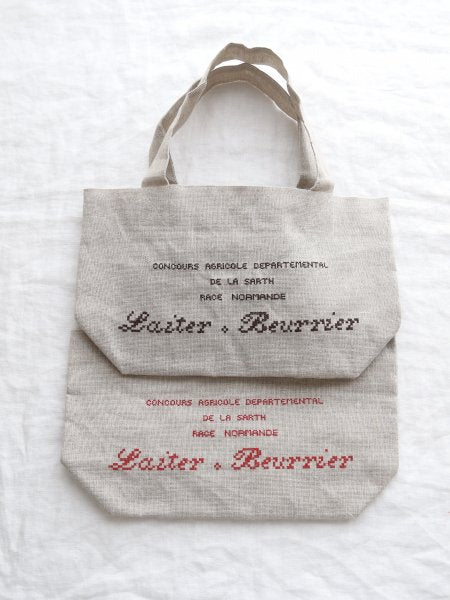 CONCOURS AGRICOLE DEPARTEMENTAL
DE LA SARTH
RACE NORMANDE
Laiter o Beurrier
CONCOURS AGRICOLE DEPARTEMENTAL
DE LA SARTH
RACE NORMANDE
Laiter o Beurrier